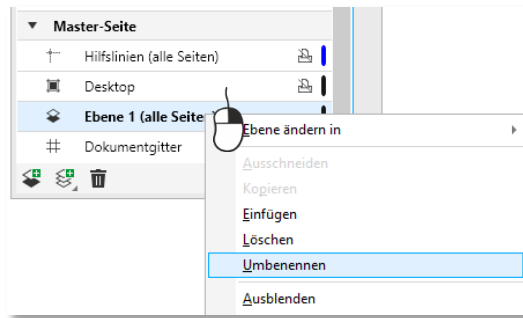 Master-Seite
Hilfslinien (alle Seiten)
Desktop
Ebene 1 (alle Seite
Dokumentgitter
Ebene ändern in
Ausschneiden
Kopieren
Einfügen
Löschen
Umbenennen
Ausblenden